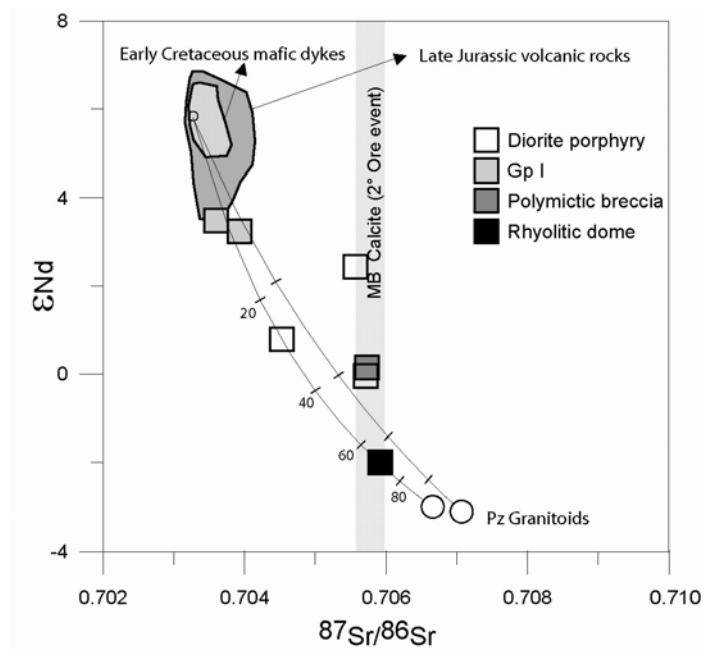 8
Early Cretaceous mafic dykes
Late Jurassic volcanic rocks
MB Calcite (2° Ore event)
Diorite porphyry
Gp I
Polymictic breccia
Rhyolitic dome
4
εNd
20
0
40
60
80
Pz Granitoids
-4
0.702
0.704
0.706
0.708
0.710
87Sr/86Sr